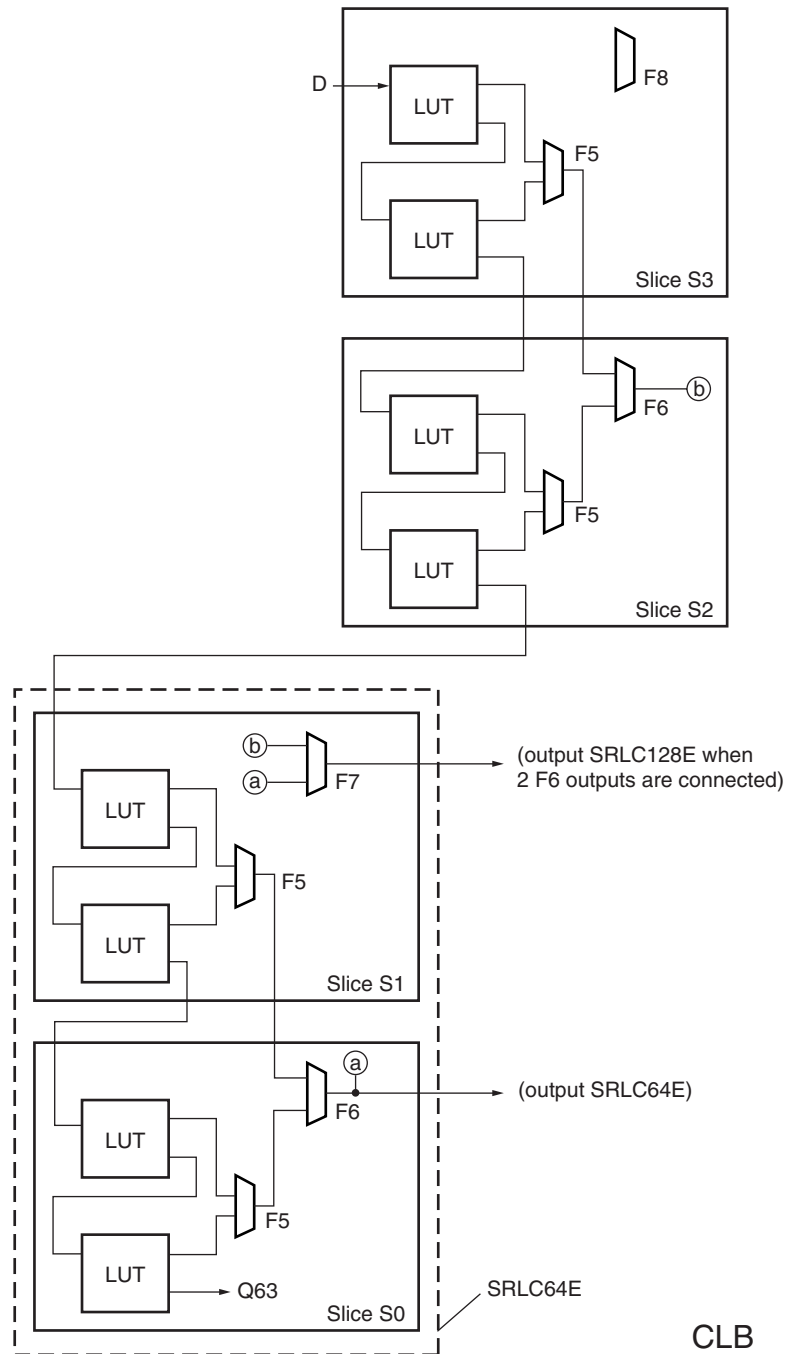 F8
D
LUT
F5
LUT
Slice S3
LUT
b
F6
F5
LUT
Slice S2
b
(output SRLC128E when
2 F6 outputs are connected)
a
F7
LUT
F5
LUT
Slice S1
a
(output SRLC64E)
F6
LUT
F5
LUT
Q63
SRLC64E
Slice S0
CLB